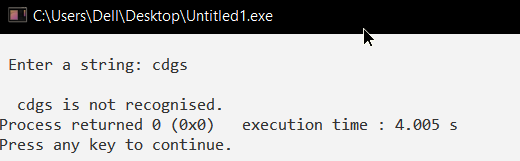 C:\Users\Dell\Desktop\Untitled1.exe
Enter a string: cdgs
cdgs is not recognised.
Process returned 0 (0x0)   execution time : 4.005 s
Press any key to continue.